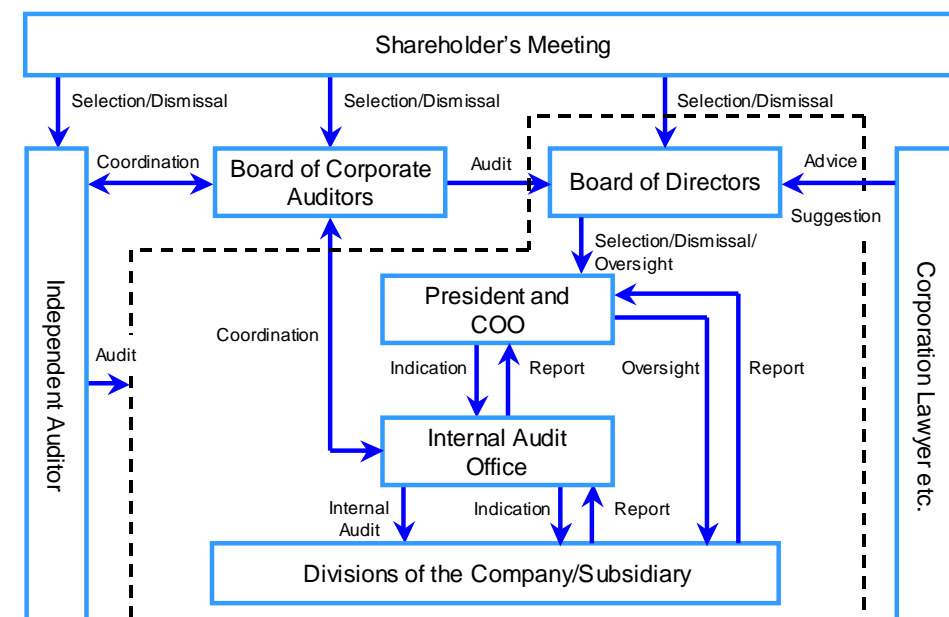 Shareholder's Meeting
Selection/Dismissal
Selection/Dismissal
Selection/Dismissal
Coordination
Board of Corporate
Auditors
Audit
Board of Directors
Advice
Suggestion
Selection/Dismissal/
Oversight
Independent Auditor
Corporation Lawyer etc.
President and
COO
Coordination
Audit
Indication
Report
Oversight
Report
Internal Audit
Office
Internal
Audit
Indication
Report
Divisions of the Company/Subsidiary